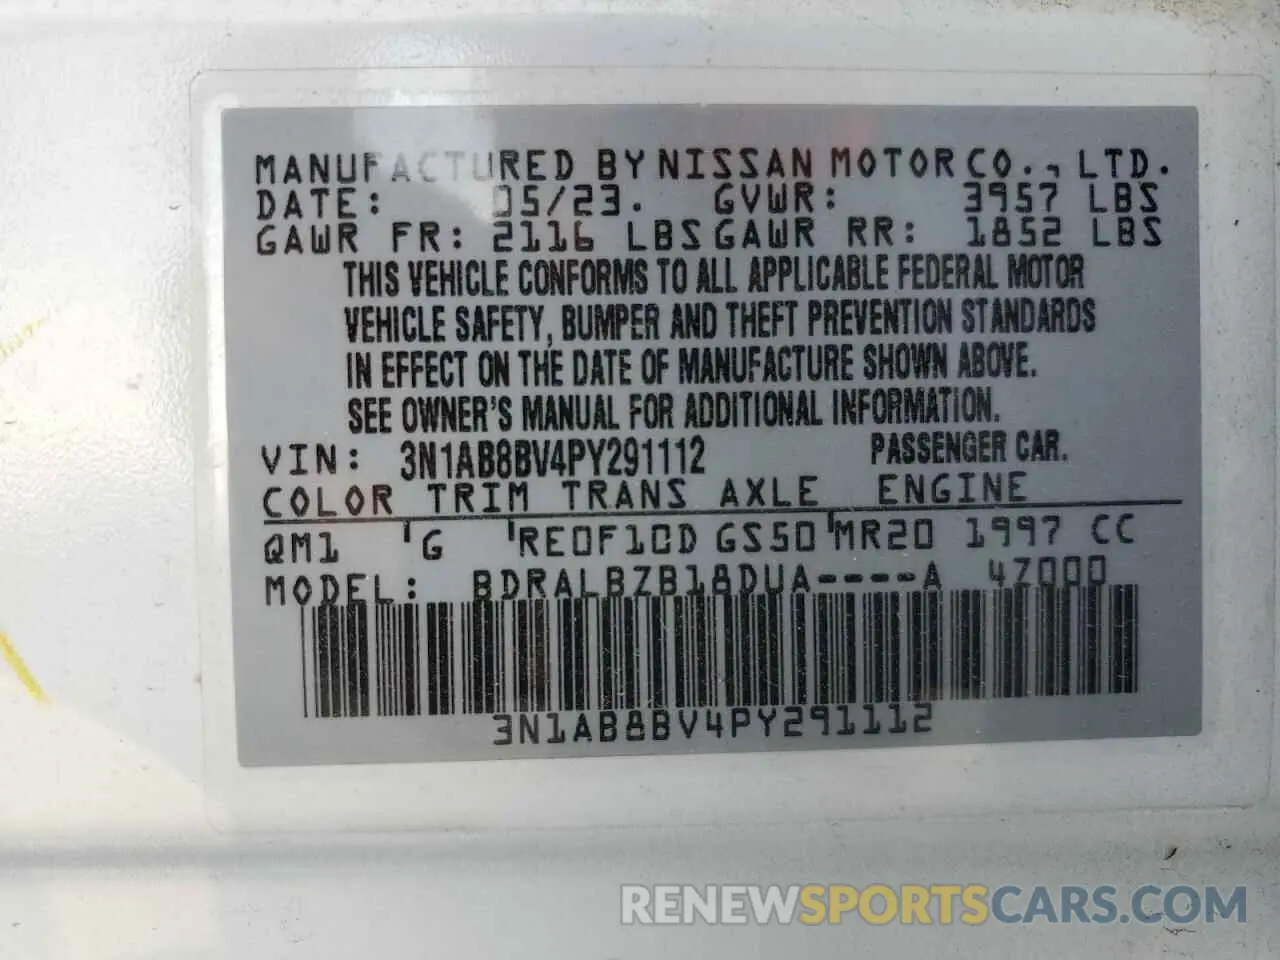 MANUFACTURED BY NISSAN MOTOR CO., LTD.
DATE: 05/23. GVWR: 3957 LBS
GAWR FR: 2116 LBS GAWR RR: 1852 LBS
THIS VEHICLE CONFORMS TO ALL APPLICABLE FEDERAL MOTOR
VEHICLE SAFETY, BUMPER AND THEFT PREVENTION STANDARDS
IN EFFECT ON THE DATE OF MANUFACTURE SHOWN ABOVE.
SEE OWNER'S MANUAL FOR ADDITIONAL INFORMATION.
VIN: 3N1AB8BV4PY291112 PASSENGER CAR.
COLOR TRIM TRANS AXLE ENGINE
QM1 'G 'RE0F10D GS50'MR20 1997 CC
MODEL: BDRALBZB18DUA----A 4Z000
3N1AB8BV4PY291112
RENEWSPORTSCARS.COM